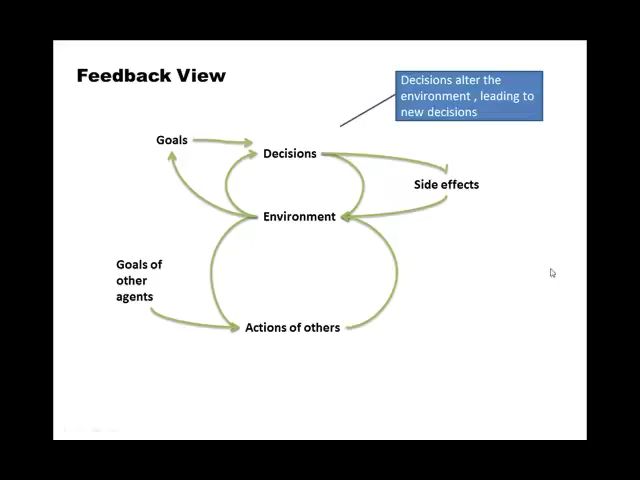 Feedback View
Decisions alter the
environment , leading to
new decisions
Goals
Decisions
Side effects
Environment
Goals of
other
agents
Actions of others